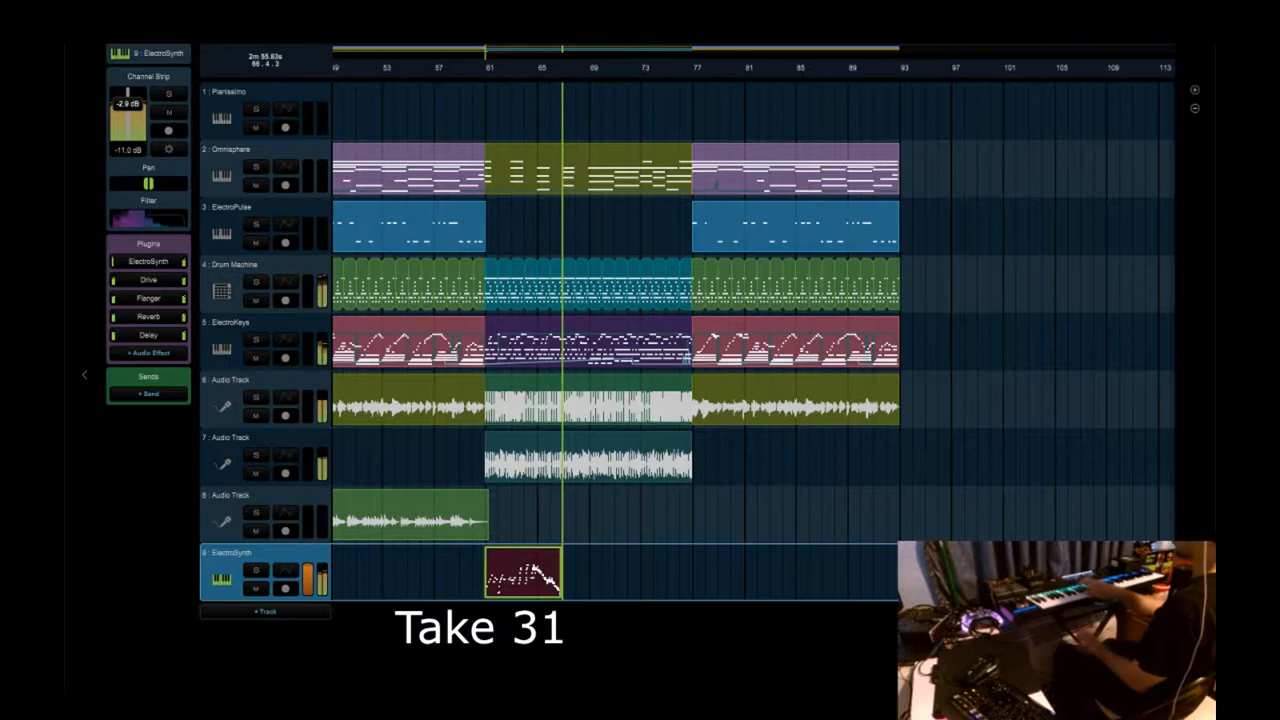 9 : ElectroSynth
Channel Strip
S
-2.9 dB
M
-11.0 dB
Pan
Filter
Plugins
ElectroSynth
Drive
Flanger
Reverb
Delay
+ Audio Effect
Sends
+ Send
2m 55.53s
66 . 4 . 3
49 53 57 61 65 69 73 77 81 85 89 93 97 101 105 109 113
1 : Pianissimo
S
M
2 : Omnisphere
S
M
3 : ElectroPulse
S
M
4 : Drum Machine
S
M
5 : ElectroKeys
S
M
6 : Audio Track
S
M
7 : Audio Track
S
M
8 : Audio Track
S
M
9 : ElectroSynth
S
M
+ Track
Take 31